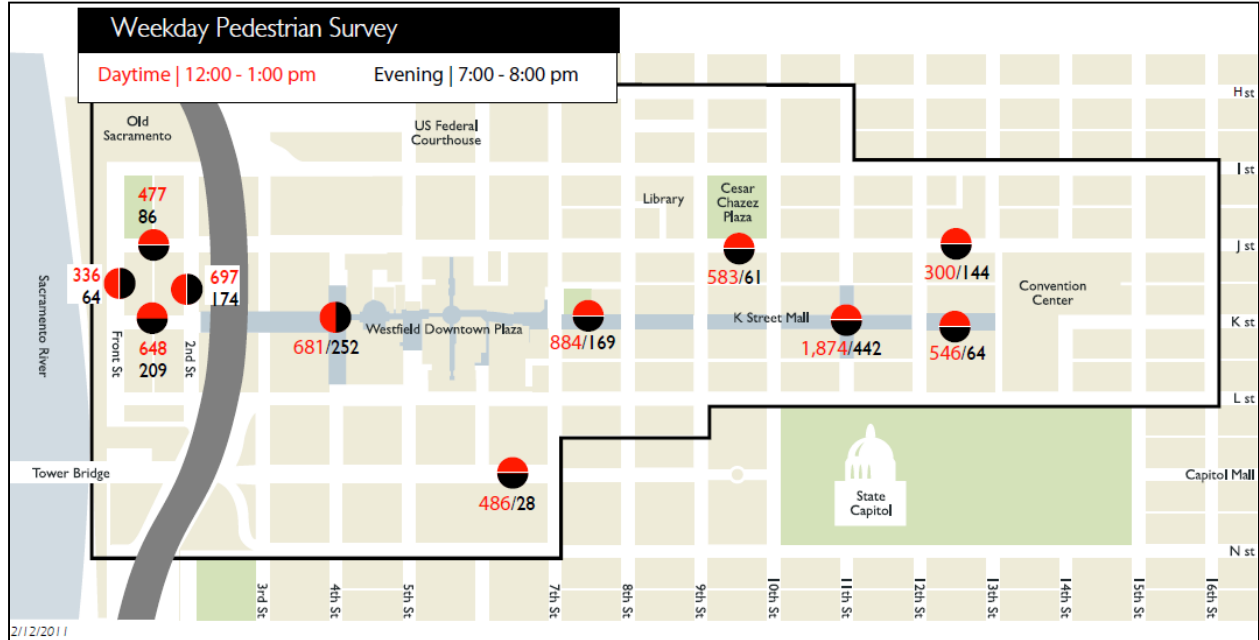 Weekday Pedestrian Survey
Daytime | 12:00 - 1:00 pm Evening | 7:00 - 8:00 pm
H st
Old
Sacramento
US Federal
Courthouse
I st
477
86
Library
Cesar
Chazez
Plaza
J st
336
64
697
174
583/61
300/144
Convention
Center
Sacramento River
Front St
2nd St
648
209
681/252
Westfield Downtown Plaza
884/169
K Street Mall
1,874/442
546/64
K st
L st
Tower Bridge
486/28
State
Capitol
Capitol Mall
N st
3rd St
4th St
5th St
7th St
8th St
9th St
10th St
11th St
12th St
13th St
15th St
16th St
2/12/2011